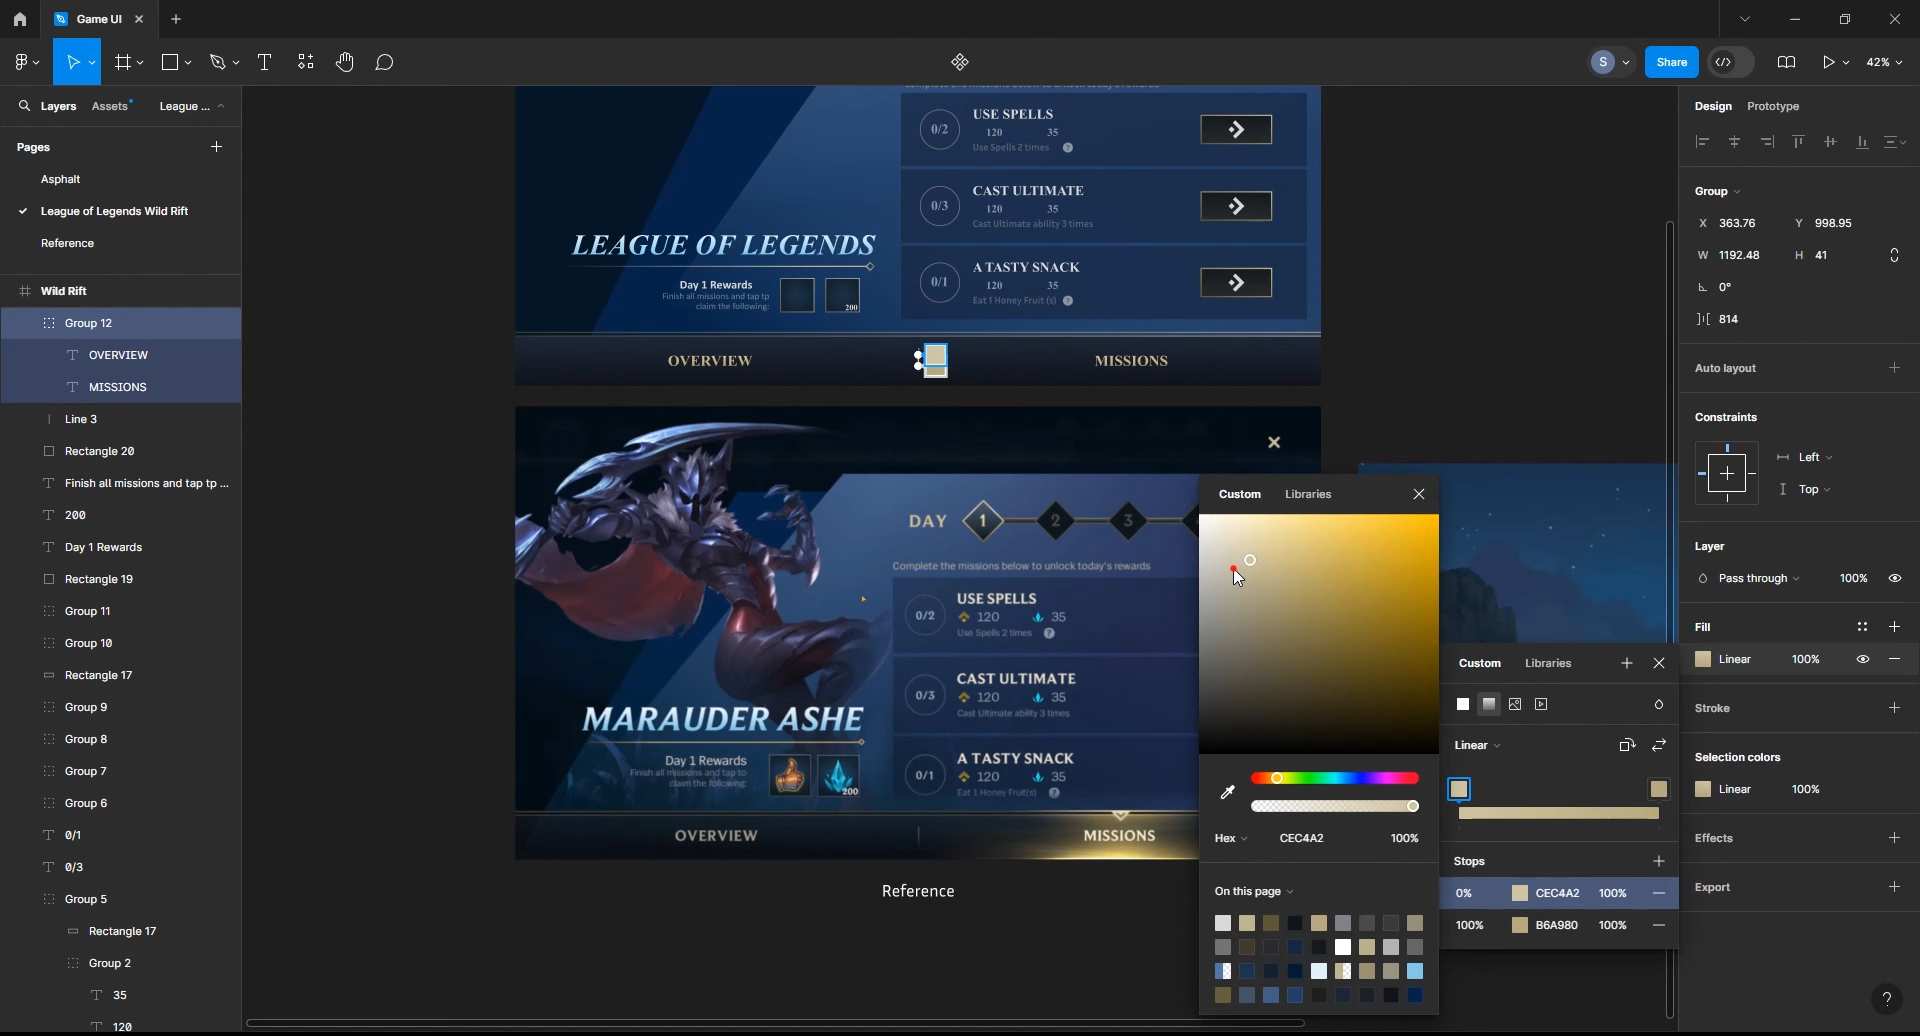 Game UI
S
Share
42%
Layers
Assets
League ...
Pages
Asphalt
League of Legends Wild Rift
Reference
Wild Rift
Group 12
OVERVIEW
MISSIONS
Line 3
Rectangle 20
Finish all missions and tap tp ...
200
Day 1 Rewards
Rectangle 19
Group 11
Group 10
Rectangle 17
Group 9
Group 8
Group 7
Group 6
0/1
0/3
Group 5
Rectangle 17
Group 2
35
120
0/2
USE SPELLS
120 35
Use Spells 2 times ?
0/3
CAST ULTIMATE
120 35
Cast Ultimate ability 3 times
0/1
A TASTY SNACK
120 35
Eat 1 Honey Fruit (s) ?
LEAGUE OF LEGENDS
Day 1 Rewards
Finish all missions and tap tp
claim the following:
200
OVERVIEW
MISSIONS
DAY 1 2 3
Complete the missions below to unlock today's rewards
0/2
USE SPELLS
120 35
Use Spells 2 times ?
0/3
CAST ULTIMATE
120 35
Cast Ultimate ability 3 times
0/1
A TASTY SNACK
120 35
Eat 1 Honey Fruit(s) ?
MARAUDER ASHE
Day 1 Rewards
Finish all missions and tap to
claim the following:
200
OVERVIEW
MISSIONS
Reference
Custom
Libraries
Hex
CEC4A2
100%
On this page
Custom
Libraries
Linear
Stops
0% CEC4A2 100%
100% B6A980 100%
Design
Prototype
Group
X 363.76 Y 998.95
W 1192.48 H 41
0°
814
Auto layout
Constraints
Left
Top
Layer
Pass through 100%
Fill
Linear 100%
Stroke
Selection colors
Linear 100%
Effects
Export
?